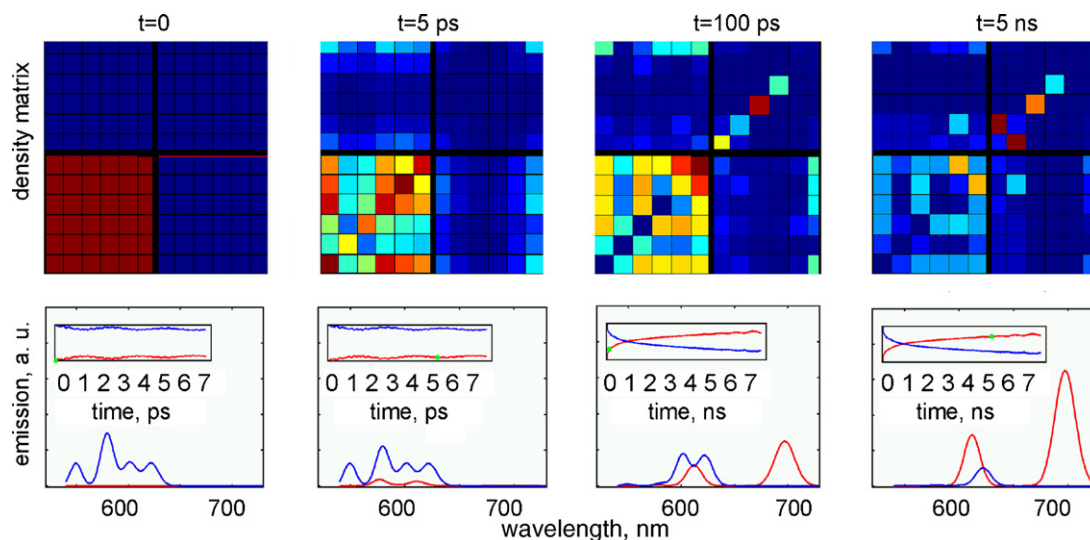 t=0 t=5 ps t=100 ps t=5 ns
density matrix
emission, a. u.
0 1 2 3 4 5 6 7
time, ps
600 700
0 1 2 3 4 5 6 7
time, ps
600 700
0 1 2 3 4 5 6 7
time, ns
600 700
0 1 2 3 4 5 6 7
time, ns
600 700
wavelength, nm